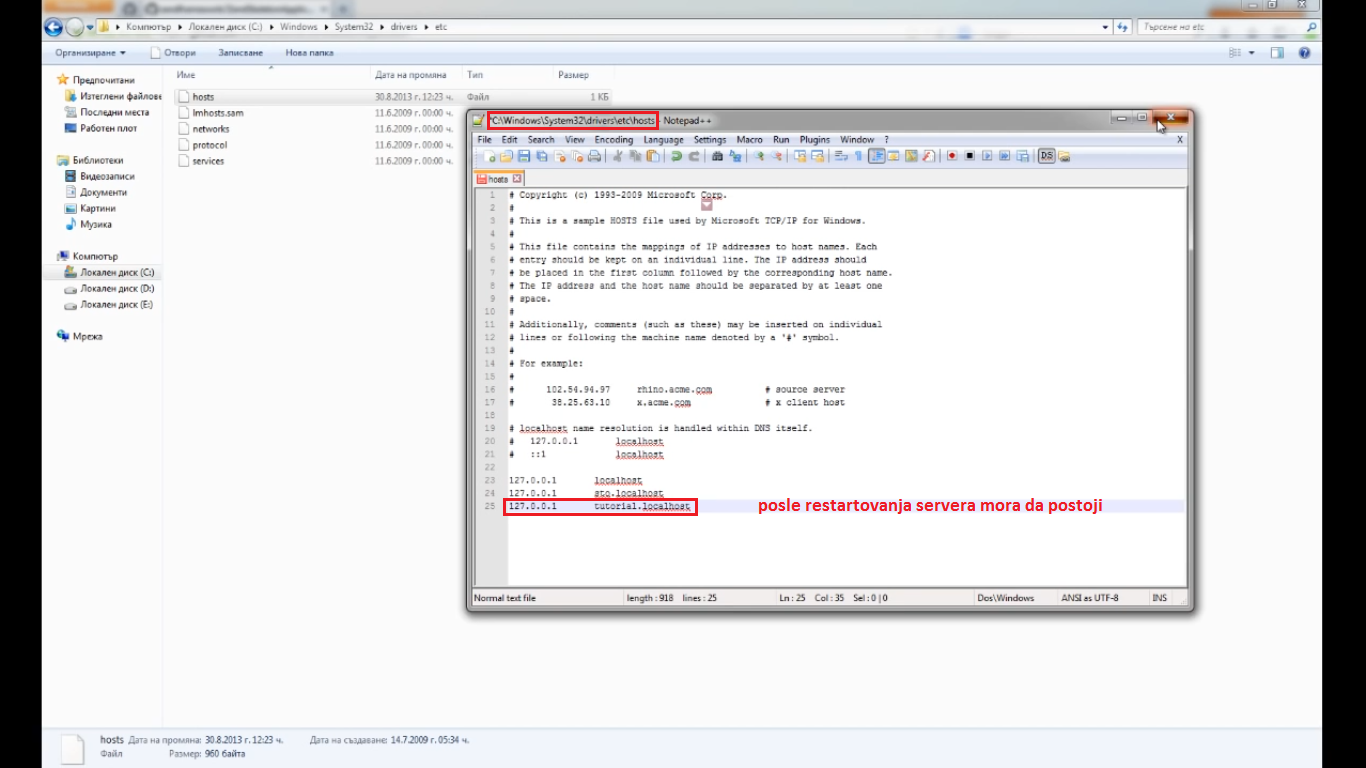 Компютър ▸ Локален диск (C:) ▸ Windows ▸ System32 ▸ drivers ▸ etc
Търсене на etc
Организиране
Отвори
Записване
Нова папка
Предпочитани
Изтеглени файлове
Последни места
Работен плот
Библиотеки
Видеозаписи
Документи
Картини
Музика
Компютър
Локален диск (C:)
Локален диск (D:)
Локален диск (E:)
Мрежа
Име Дата на промяна Тип Размер
hosts 30.8.2013 г. 12:23 ч. Файл 1 КБ
lmhosts.sam 11.6.2009 г. 00:00 ч.
networks 11.6.2009 г. 00:00 ч.
protocol 11.6.2009 г. 00:00 ч.
services 11.6.2009 г. 00:00 ч.
*C:\Windows\System32\drivers\etc\hosts - Notepad++
File Edit Search View Encoding Language Settings Macro Run Plugins Window ? X
hosts
1 # Copyright (c) 1993-2009 Microsoft Corp.
2 #
3 # This is a sample HOSTS file used by Microsoft TCP/IP for Windows.
4 #
5 # This file contains the mappings of IP addresses to host names. Each
6 # entry should be kept on an individual line. The IP address should
7 # be placed in the first column followed by the corresponding host name.
8 # The IP address and the host name should be separated by at least one
9 # space.
10 #
11 # Additionally, comments (such as these) may be inserted on individual
12 # lines or following the machine name denoted by a '#' symbol.
13 #
14 # For example:
15 #
16 # 102.54.94.97 rhino.acme.com # source server
17 # 38.25.63.10 x.acme.com # x client host
18
19 # localhost name resolution is handled within DNS itself.
20 # 127.0.0.1 localhost
21 # ::1 localhost
22
23 127.0.0.1 localhost
24 127.0.0.1 sto.localhost
25 127.0.0.1 tutorial.localhost
posle restartovanja servera mora da postoji
Normal text file length : 918 lines : 25 Ln : 25 Col : 35 Sel : 0 | 0 Dos\Windows ANSI as UTF-8 INS
hosts Дата на промяна: 30.8.2013 г. 12:23 ч. Дата на създаване: 14.7.2009 г. 05:34 ч.
Файл Размер: 960 байта